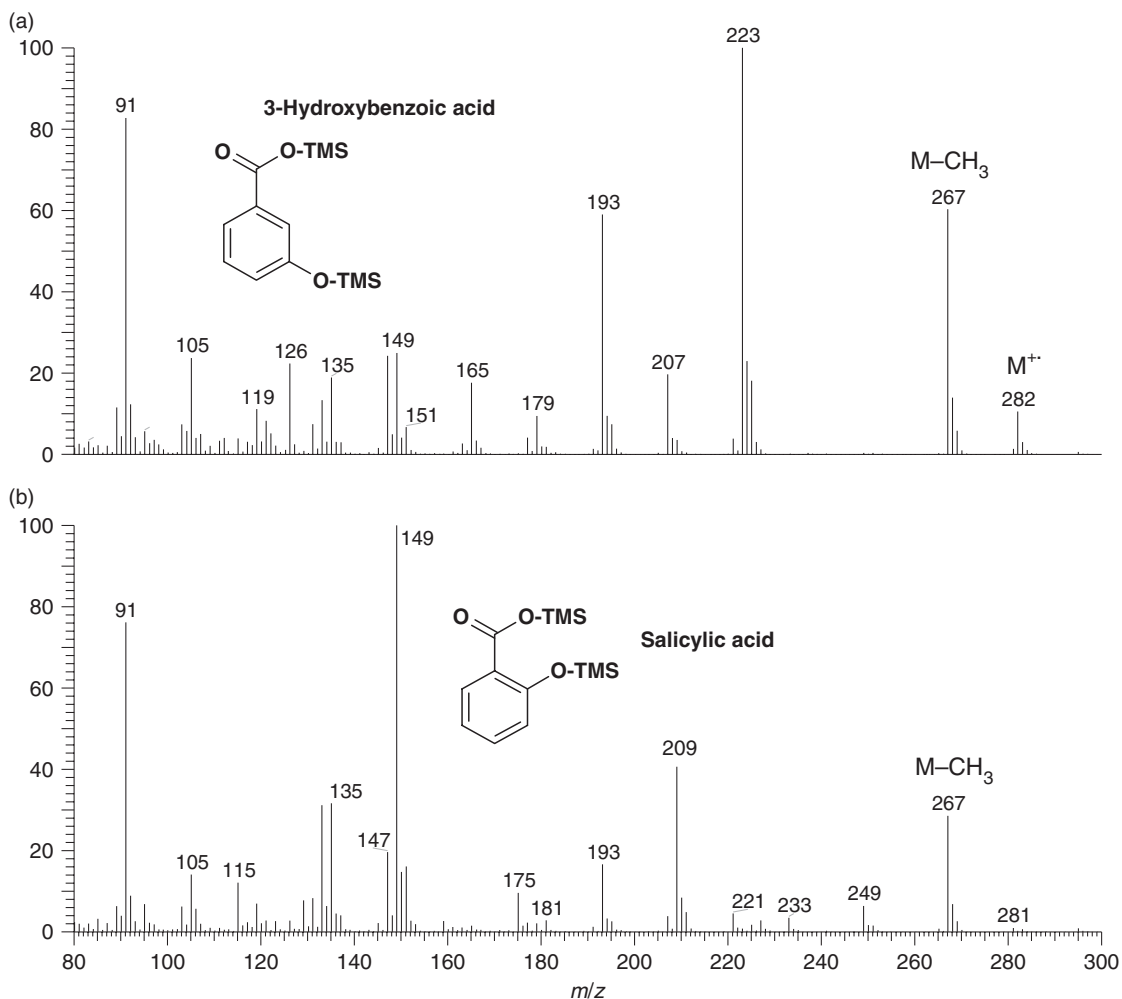 (a)
100
80
60
40
20
0
91
105
119
126
135
149
151
165
179
193
207
223
M–CH3
267
M+·
282
3-Hydroxybenzoic acid
O
O-TMS
O-TMS
(b)
100
80
60
40
20
0
91
105
115
135
147
149
175
181
193
209
221
233
249
M–CH3
267
281
O
O-TMS
O-TMS
Salicylic acid
80 100 120 140 160 180 200 220 240 260 280 300
m/z